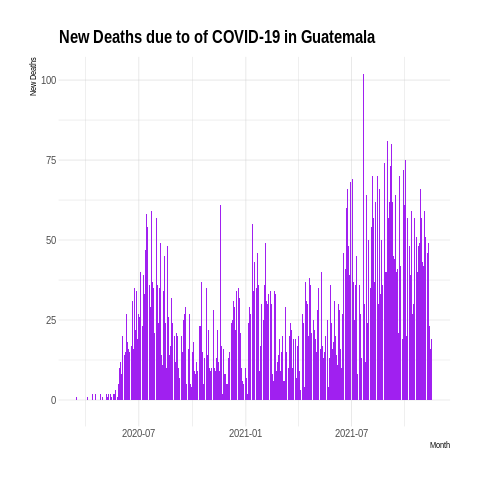 New Deaths due to of COVID-19 in Guatemala
New Deaths
100
75
50
25
0
2020-07
2021-01
2021-07
Month